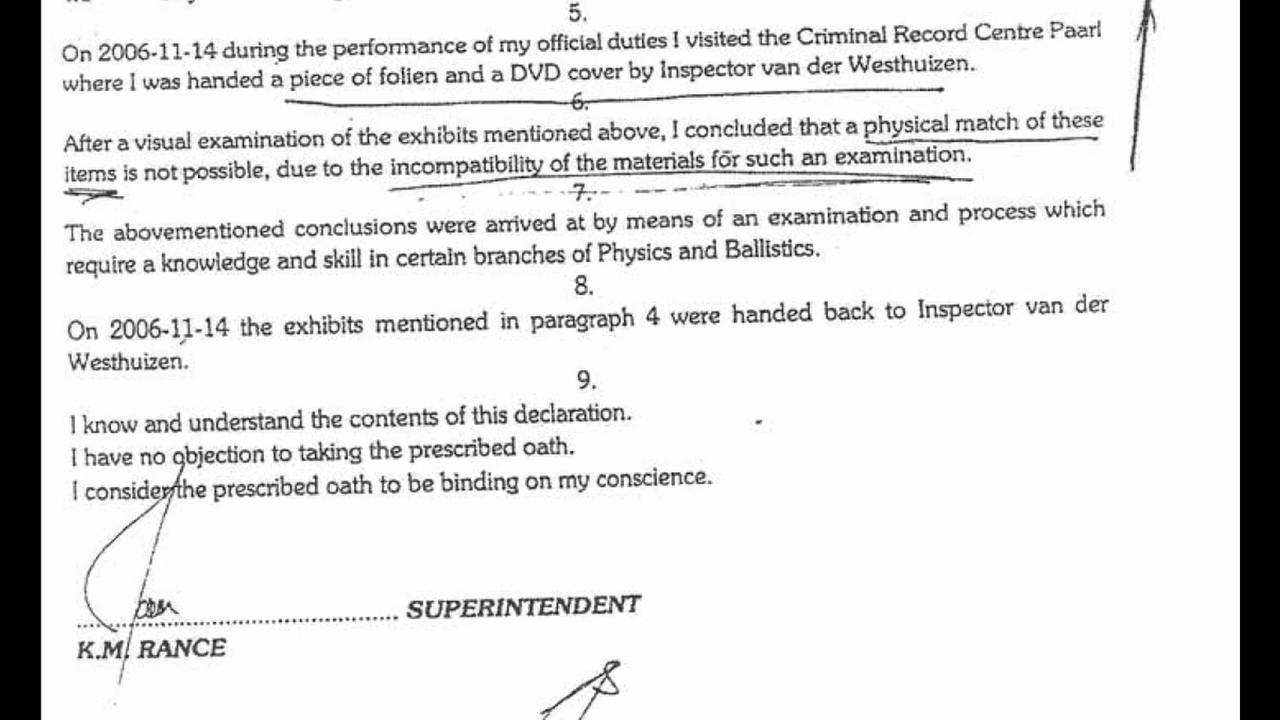 5.
On 2006-11-14 during the performance of my official duties I visited the Criminal Record Centre Paarl
where I was handed a piece of folien and a DVD cover by Inspector van der Westhuizen.
6.
After a visual examination of the exhibits mentioned above, I concluded that a physical match of these
items is not possible, due to the incompatibility of the materials for such an examination.
7.
The abovementioned conclusions were arrived at by means of an examination and process which
require a knowledge and skill in certain branches of Physics and Ballistics.
8.
On 2006-11-14 the exhibits mentioned in paragraph 4 were handed back to Inspector van der
Westhuizen.
9.
I know and understand the contents of this declaration.
I have no objection to taking the prescribed oath.
I consider the prescribed oath to be binding on my conscience.
SUPERINTENDENT
K.M. RANCE